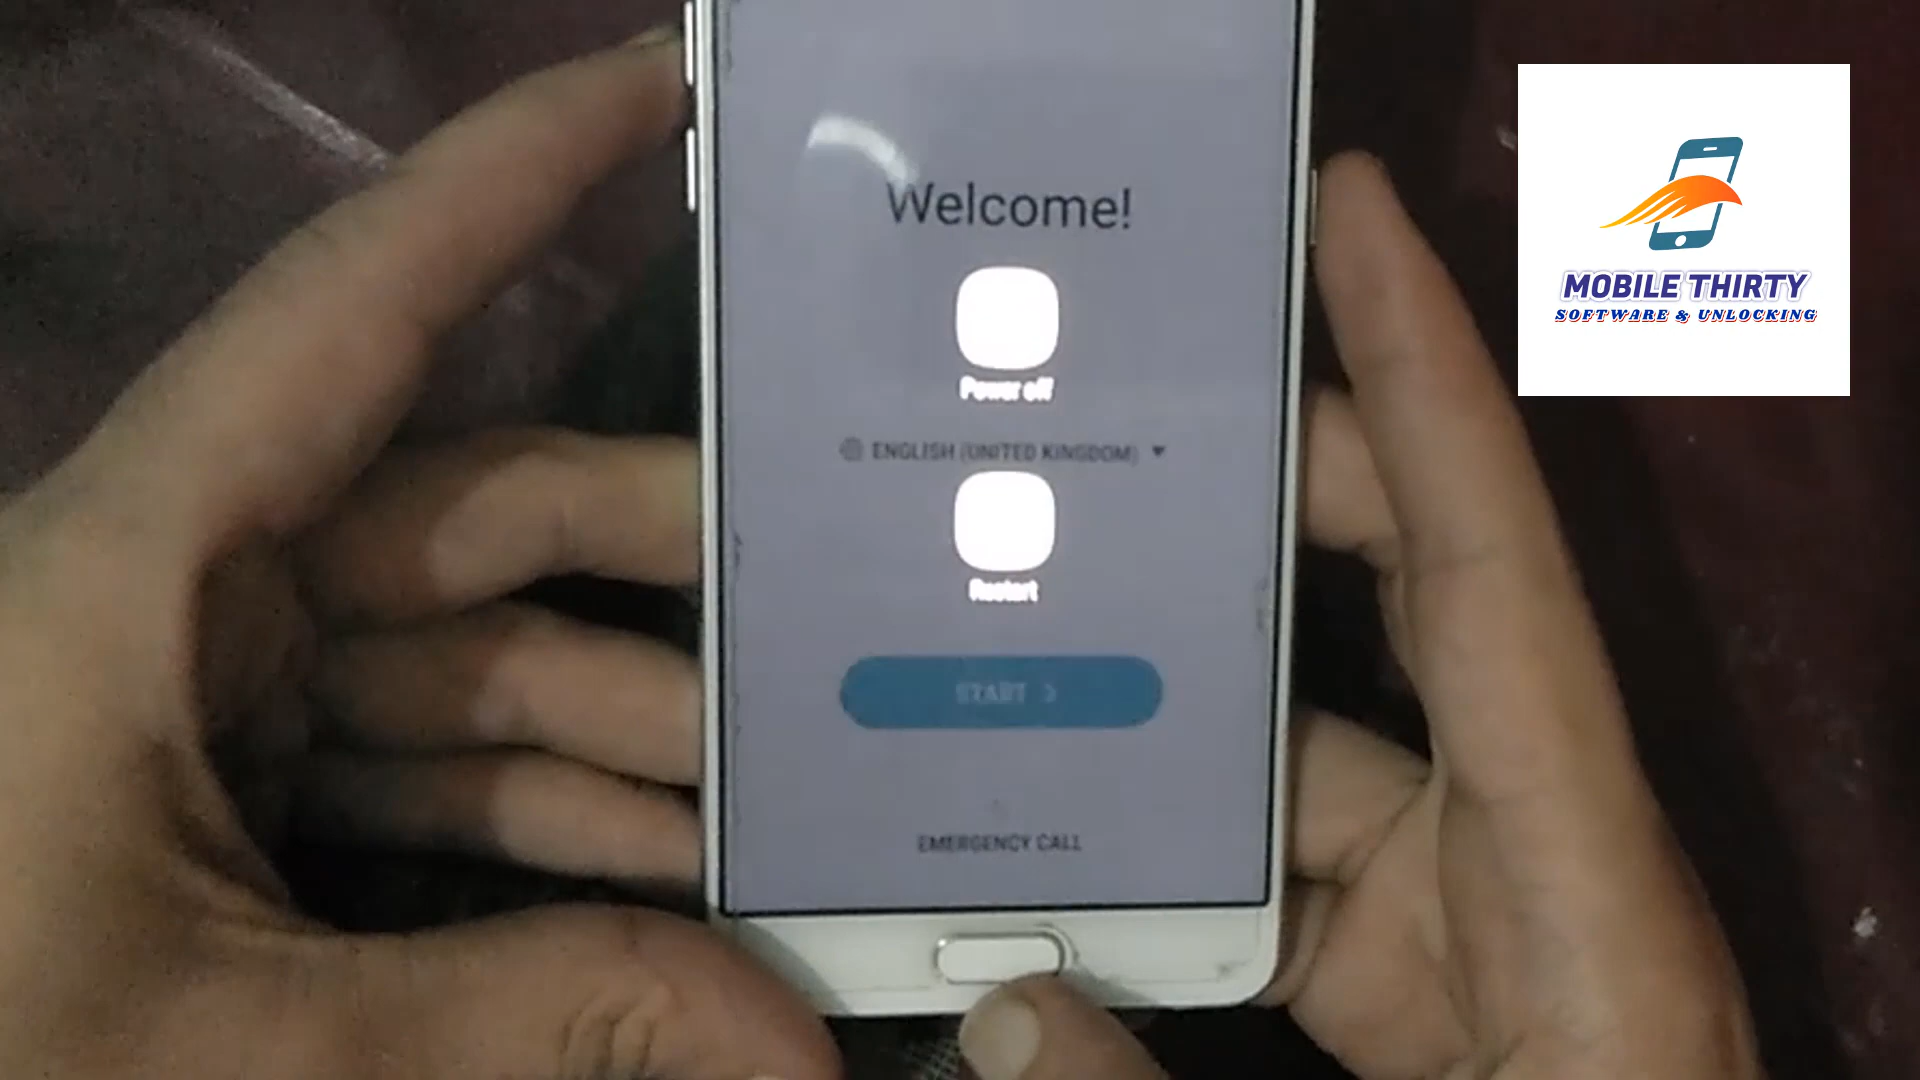 Welcome!
Power off
ENGLISH (UNITED KINGDOM)
Restart
START
EMERGENCY CALL
MOBILE THIRTY
SOFTWARE & UNLOCKING